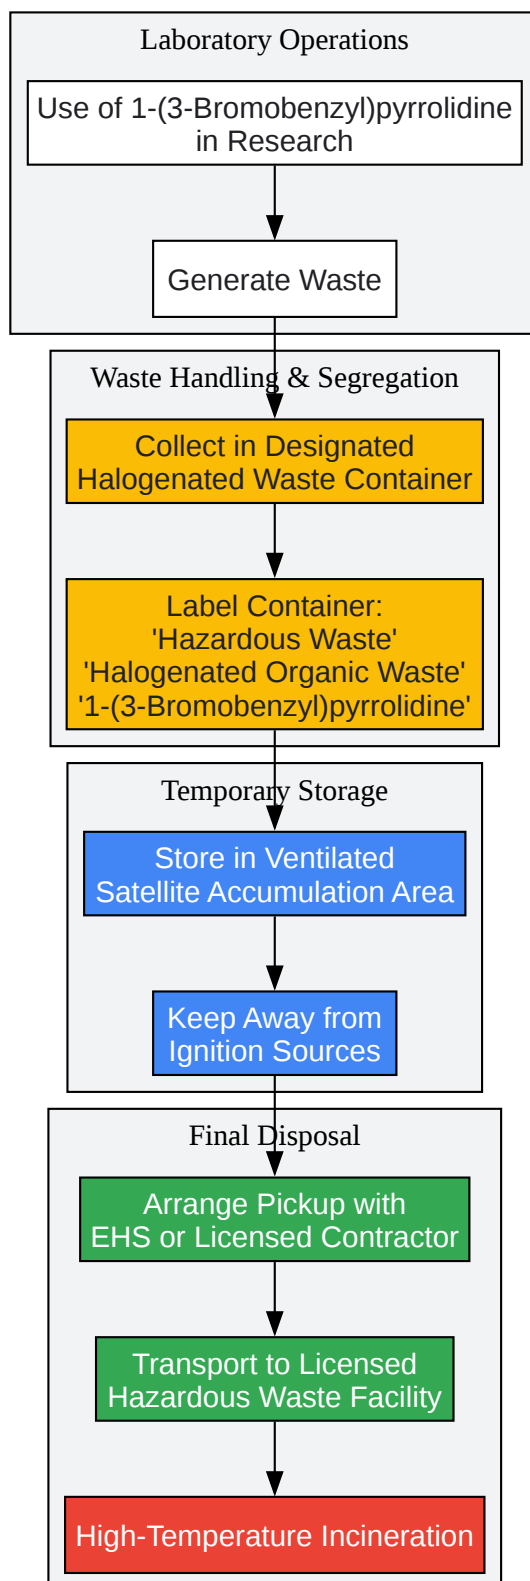 Laboratory Operations
Use of 1-(3-Bromobenzyl)pyrrolidine
in Research
Generate Waste
Waste Handling & Segregation
Collect in Designated
Halogenated Waste Container
Label Container:
'Hazardous Waste'
'Halogenated Organic Waste'
'1-(3-Bromobenzyl)pyrrolidine'
Temporary Storage
Store in Ventilated
Satellite Accumulation Area
Keep Away from
Ignition Sources
Final Disposal
Arrange Pickup with
EHS or Licensed Contractor
Transport to Licensed
Hazardous Waste Facility
High-Temperature Incineration